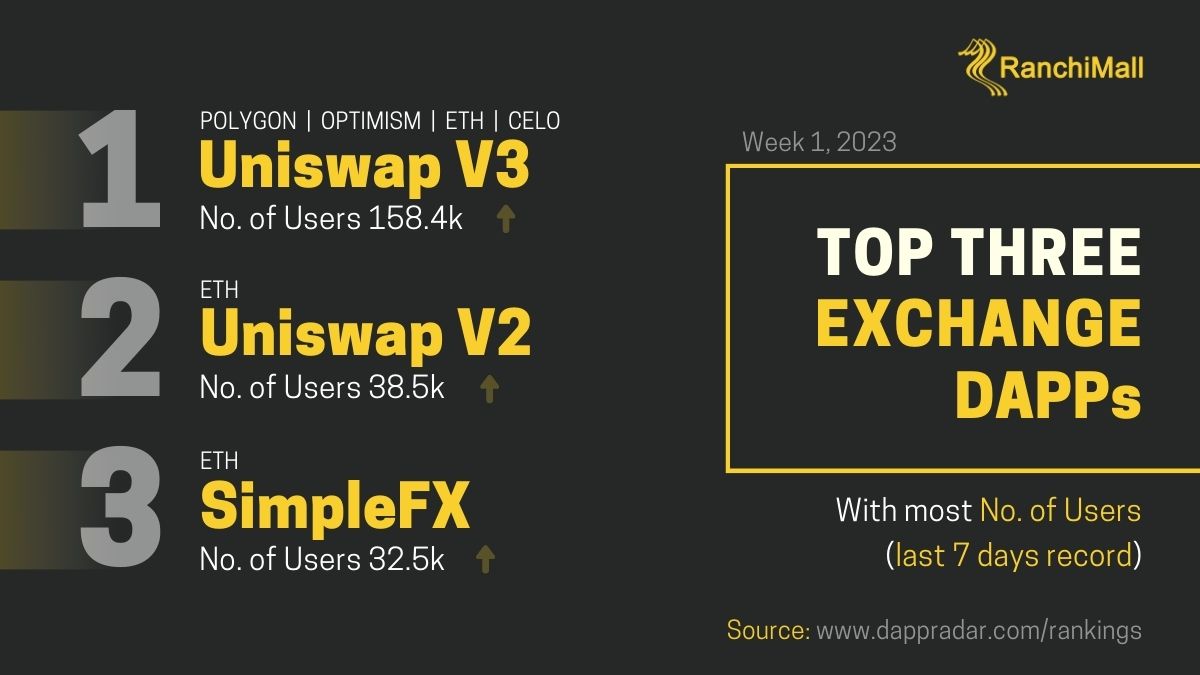 RanchiMall
Week 1, 2023
TOP THREE
EXCHANGE
DAPPs
With most No. of Users
(last 7 days record)
Source: www.dappradar.com/rankings
1
POLYGON | OPTIMISM | ETH | CELO
Uniswap V3
No. of Users 158.4k
2
ETH
Uniswap V2
No. of Users 38.5k
3
ETH
SimpleFX
No. of Users 32.5k